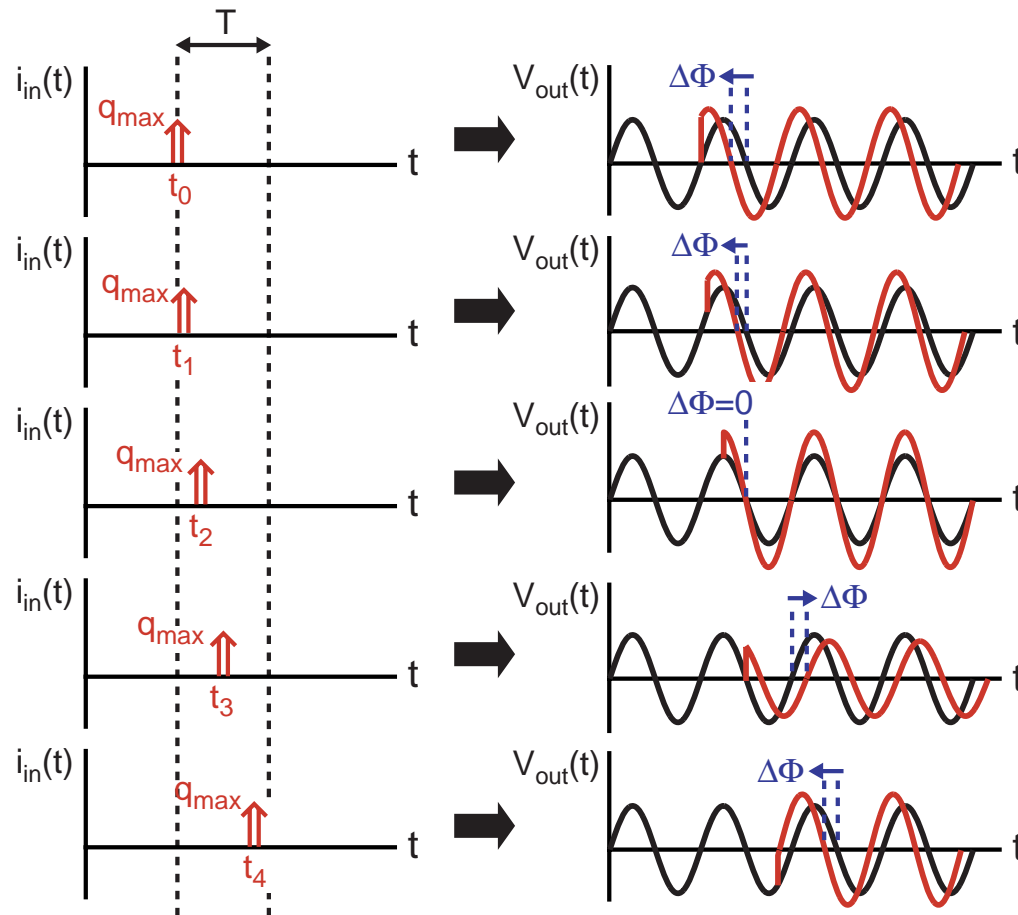 T
i_in(t)
q_max
t_0
t
V_out(t)
ΔΦ
t
i_in(t)
q_max
t_1
t
V_out(t)
ΔΦ
t
i_in(t)
q_max
t_2
t
V_out(t)
ΔΦ=0
t
i_in(t)
q_max
t_3
t
V_out(t)
ΔΦ
t
i_in(t)
q_max
t_4
t
V_out(t)
ΔΦ
t